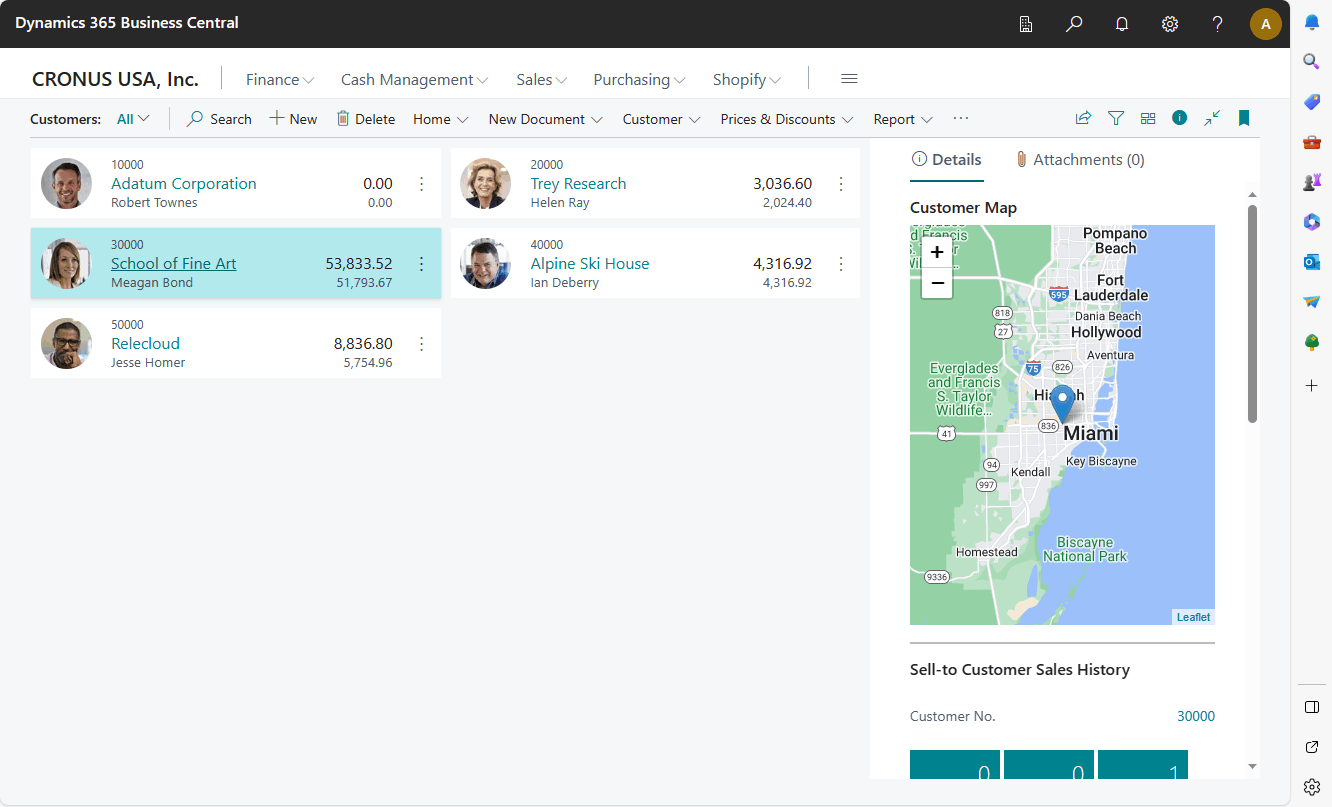 Dynamics 365 Business Central
A
CRONUS USA, Inc. Finance Cash Management Sales Purchasing Shopify
Customers: All Search New Delete Home New Document Customer Prices & Discounts Report
10000
Adatum Corporation 0.00
Robert Townes 0.00
20000
Trey Research 3,036.60
Helen Ray 2,024.40
30000
School of Fine Art 53,833.52
Meagan Bond 51,793.67
40000
Alpine Ski House 4,316.92
Ian Deberry 4,316.92
50000
Relecloud 8,836.80
Jesse Homer 5,754.96
Details Attachments (0)
Customer Map
+
−
Pompano
Beach
Fort
Lauderdale
595
Dania Beach
818
27
Hollywood
Aventura
75
826
Everglades
and Francis
S. Taylor
Wildlife...
836
41
Miami
94
Kendall
Key Biscayne
997
Biscayne
National Park
Homestead
9336
Leaflet
Sell-to Customer Sales History
Customer No. 30000
0 0 1